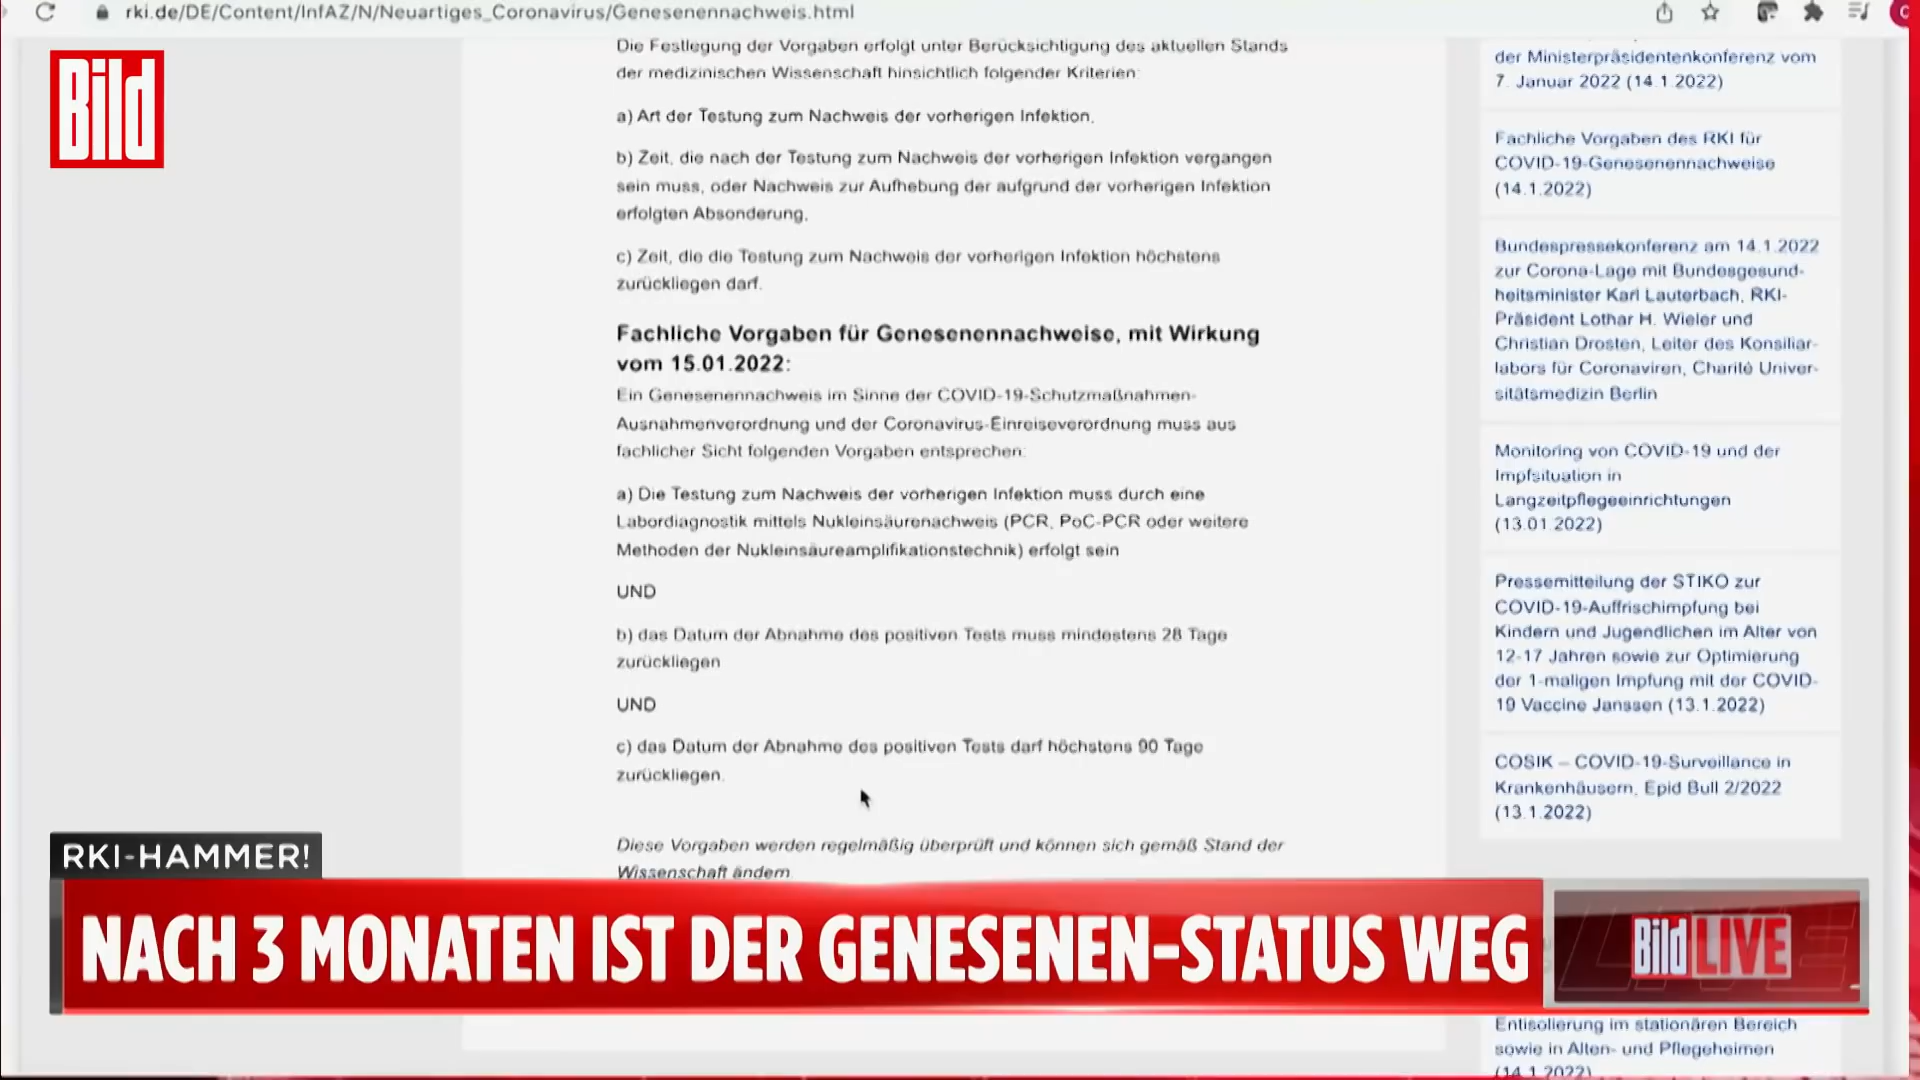 rki.de/DE/Content/InfAZ/N/Neuartiges_Coronavirus/Genesenennachweis.html
Bild
Die Festlegung der Vorgaben erfolgt unter Berücksichtigung des aktuellen Stands
der medizinischen Wissenschaft hinsichtlich folgender Kriterien:
a) Art der Testung zum Nachweis der vorherigen Infektion,
b) Zeit, die nach der Testung zum Nachweis der vorherigen Infektion vergangen
sein muss, oder Nachweis zur Aufhebung der aufgrund der vorherigen Infektion
erfolgten Absonderung,
c) Zeit, die die Testung zum Nachweis der vorherigen Infektion höchstens
zurückliegen darf.
Fachliche Vorgaben für Genesenennachweise, mit Wirkung
vom 15.01.2022:
Ein Genesenennachweis im Sinne der COVID-19-Schutzmaßnahmen-
Ausnahmenverordnung und der Coronavirus-Einreiseverordnung muss aus
fachlicher Sicht folgenden Vorgaben entsprechen:
a) Die Testung zum Nachweis der vorherigen Infektion muss durch eine
Labordiagnostik mittels Nukleinsäurenachweis (PCR, PoC-PCR oder weitere
Methoden der Nukleinsäureamplifikationstechnik) erfolgt sein
UND
b) das Datum der Abnahme des positiven Tests muss mindestens 28 Tage
zurückliegen
UND
c) das Datum der Abnahme des positiven Tests darf höchstens 90 Tage
zurückliegen.
Diese Vorgaben werden regelmäßig überprüft und können sich gemäß Stand der
Wissenschaft ändern
der Ministerpräsidentenkonferenz vom
7. Januar 2022 (14.1.2022)
Fachliche Vorgaben des RKI für
COVID-19-Genesenennachweise
(14.1.2022)
Bundespressekonferenz am 14.1.2022
zur Corona-Lage mit Bundesgesund-
heitsminister Karl Lauterbach, RKI-
Präsident Lothar H. Wieler und
Christian Drosten, Leiter des Konsiliar-
labors für Coronaviren, Charité Univer-
sitätsmedizin Berlin
Monitoring von COVID-19 und der
Impfsituation in
Langzeitpflegeeinrichtungen
(13.01.2022)
Pressemitteilung der STIKO zur
COVID-19-Auffrischimpfung bei
Kindern und Jugendlichen im Alter von
12-17 Jahren sowie zur Optimierung
der 1-maligen Impfung mit der COVID-
19 Vaccine Janssen (13.1.2022)
COSIK – COVID-19-Surveillance in
Krankenhäusern, Epid Bull 2/2022
(13.1.2022)
RKI-HAMMER!
NACH 3 MONATEN IST DER GENESENEN-STATUS WEG
Bild LIVE
Entisolierung im stationären Bereich
sowie in Alten- und Pflegeheimen
(14.1.2022)